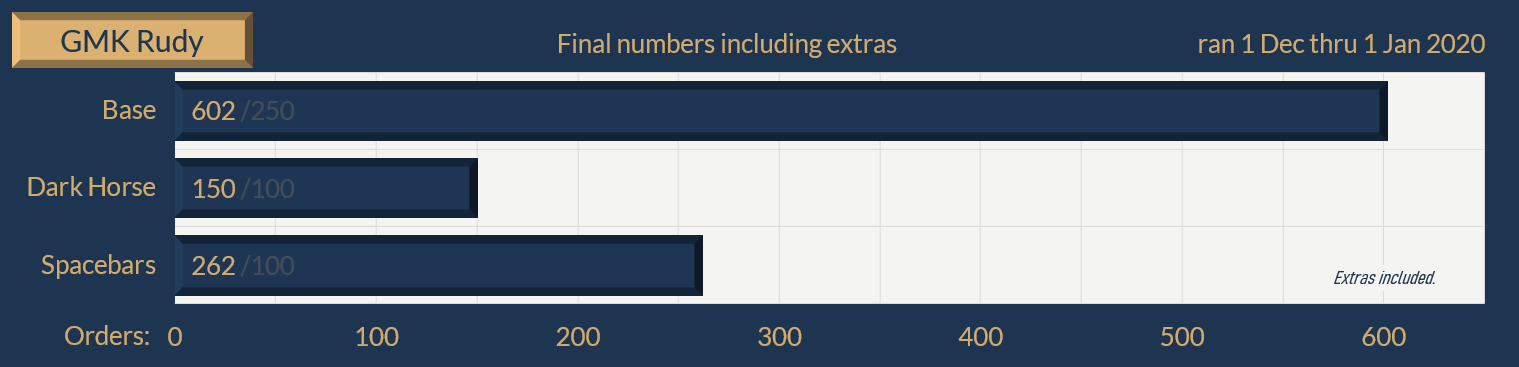 GMK Rudy
Final numbers including extras
ran 1 Dec thru 1 Jan 2020
Base 602 /250
Dark Horse 150 /100
Spacebars 262 /100
Extras included.
Orders: 0 100 200 300 400 500 600